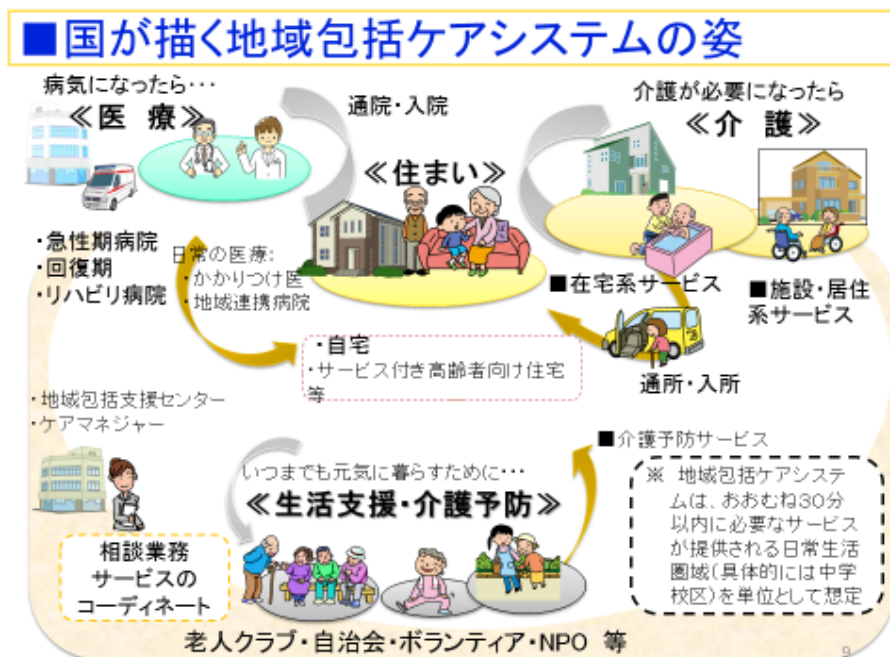 ■国が描く地域包括ケアシステムの姿
病気になったら･･･
≪医 療≫
通院・入院
介護が必要になったら
≪介 護≫
≪住まい≫
・急性期病院
・回復期
・リハビリ病院
日常の医療:
・かかりつけ医
・地域連携病院
■在宅系サービス
■施設・居住
系サービス
・自宅
・サービス付き高齢者向け住宅
等
通所・入所
・地域包括支援センター
・ケアマネジャー
■介護予防サービス
いつまでも元気に暮らすために･･･
≪生活支援・介護予防≫
相談業務
サービスの
コーディネート
※ 地域包括ケアシステ
ムは、おおむね30分
以内に必要なサービス
が提供される日常生活
圏域(具体的には中学
校区)を単位として想定
老人クラブ・自治会・ボランティア・NPO 等
9